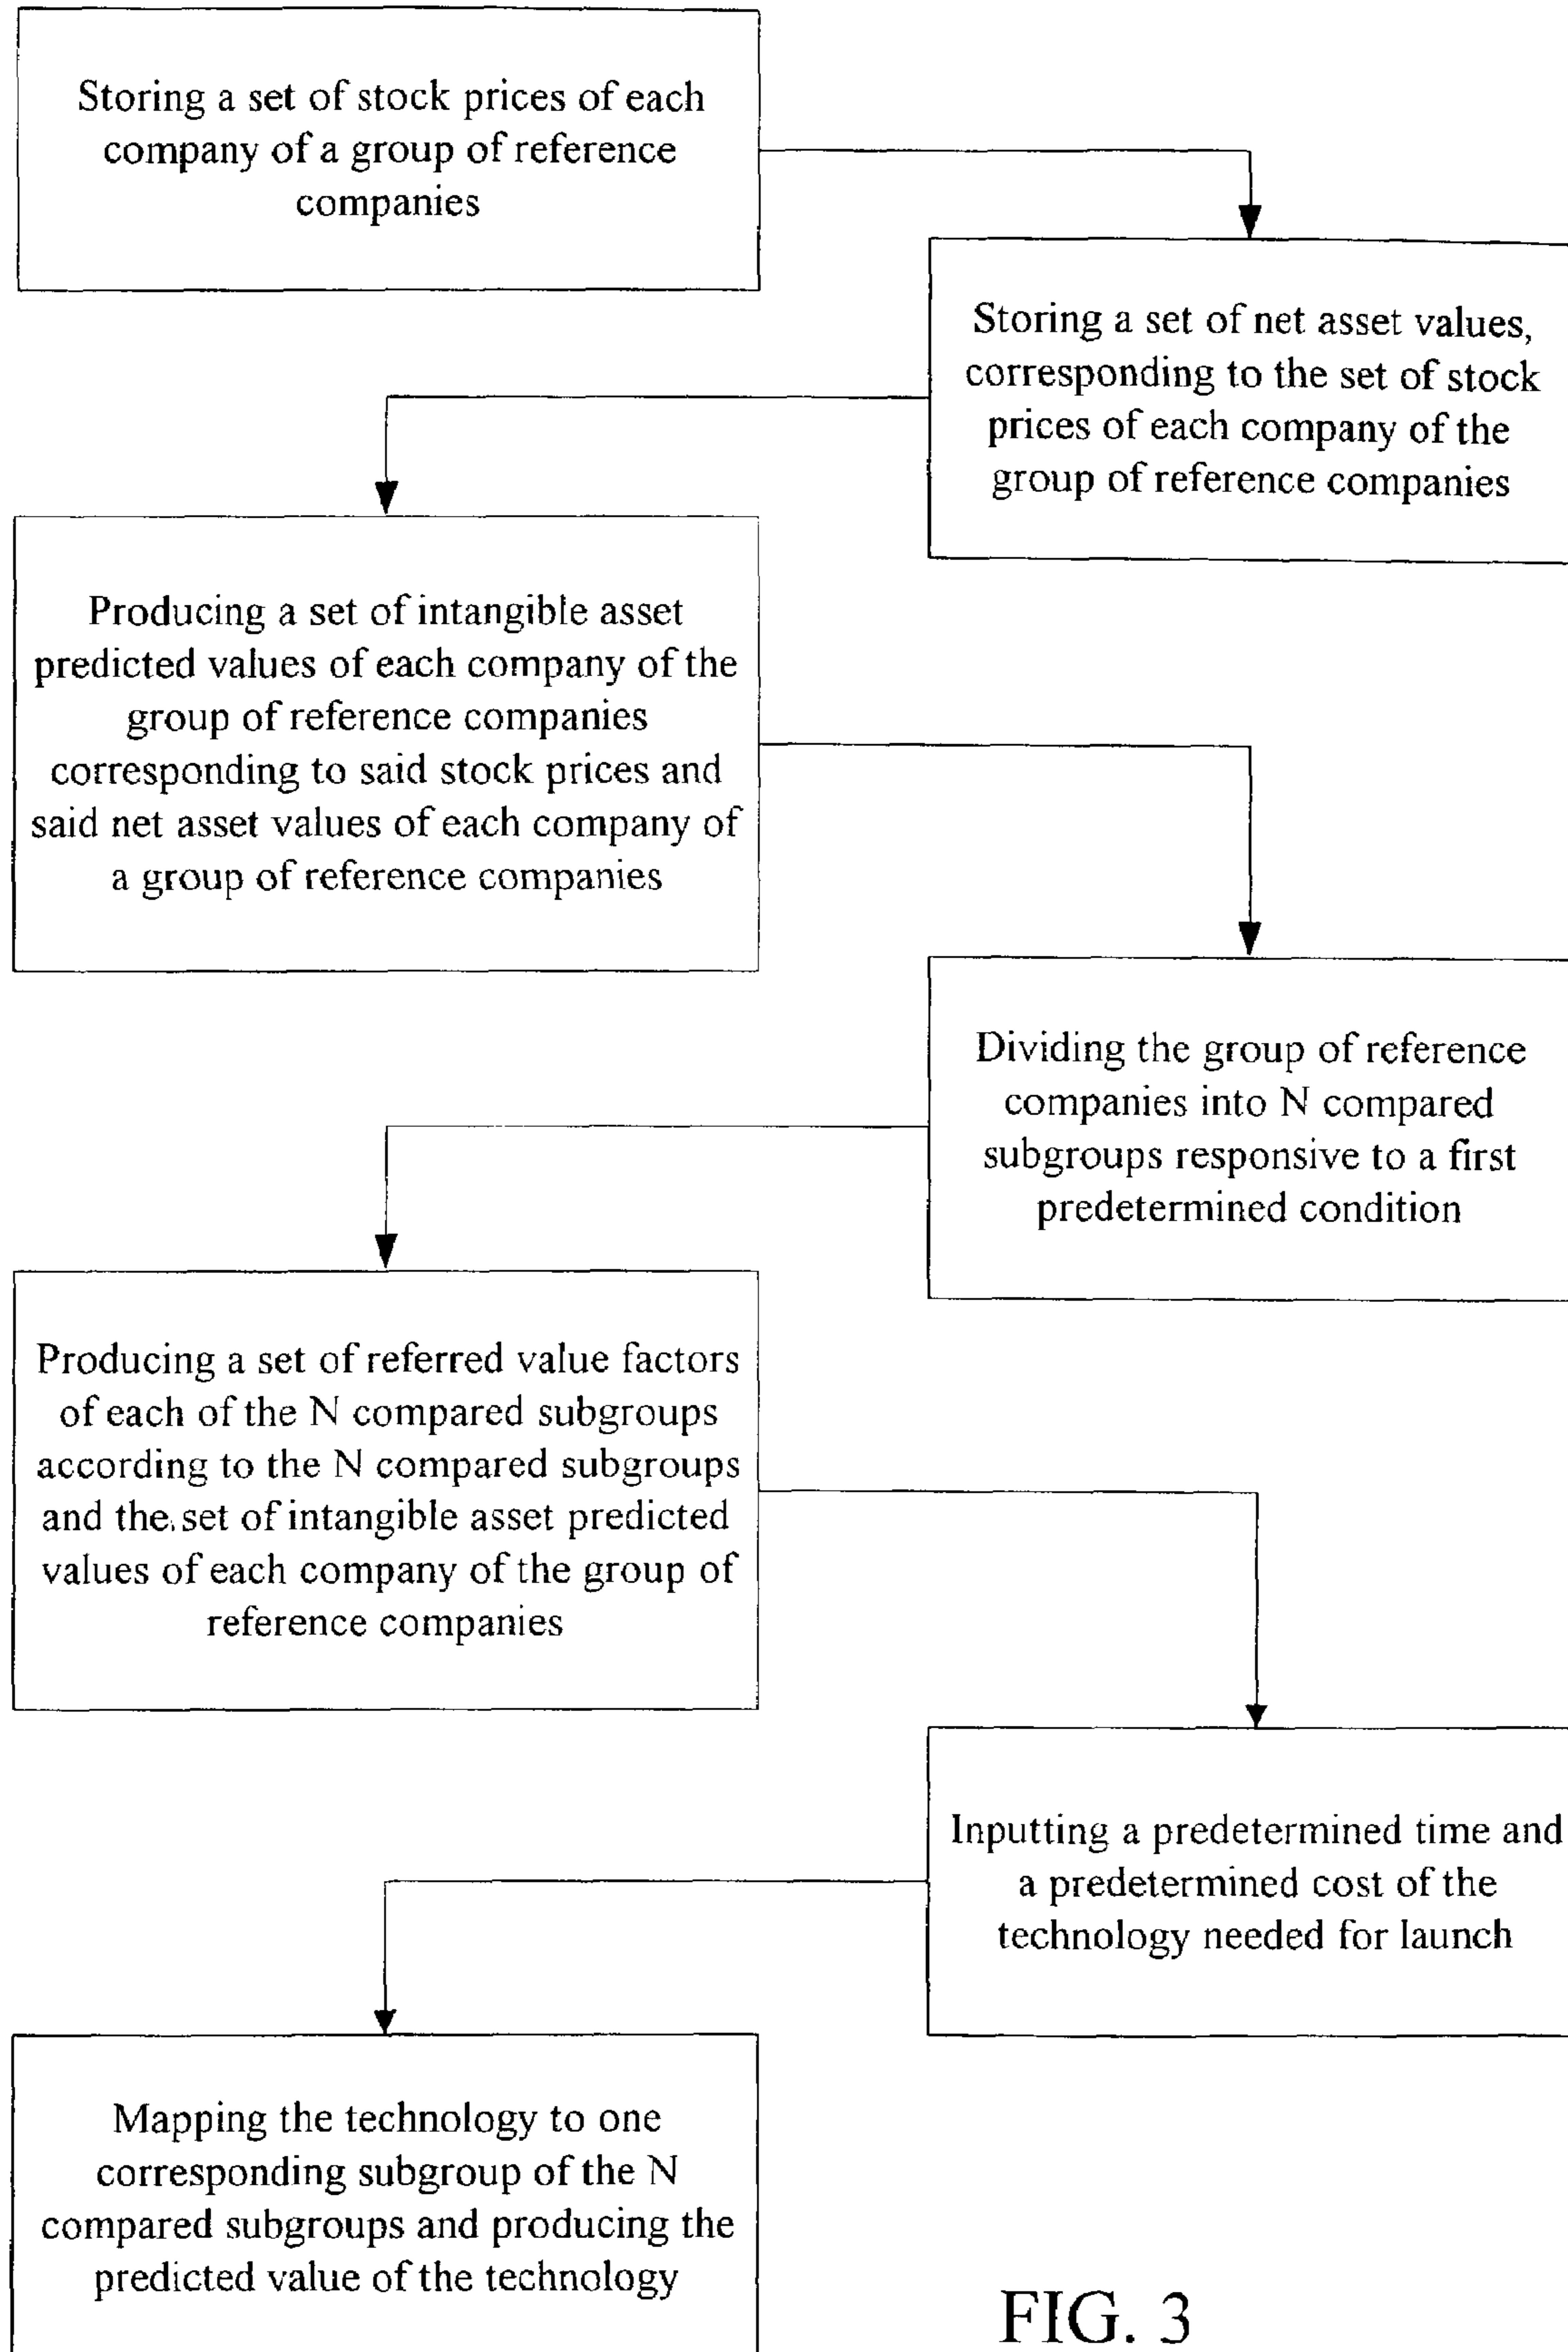 Storing a set of stock prices of each
company of a group of reference
companies
Storing a set of net asset values,
corresponding to the set of stock
prices of each company of the
group of reference companies
Producing a set of intangible asset
predicted values of each company of the
group of reference companies
corresponding to said stock prices and
said net asset values of each company of
a group of reference companies
Dividing the group of reference
companies into N compared
subgroups responsive to a first
predetermined condition
Producing a set of referred value factors
of each of the N compared subgroups
according to the N compared subgroups
and the set of intangible asset predicted
values of each company of the group of
reference companies
Inputting a predetermined time and
a predetermined cost of the
technology needed for launch
Mapping the technology to one
corresponding subgroup of the N
compared subgroups and producing the
predicted value of the technology
FIG. 3